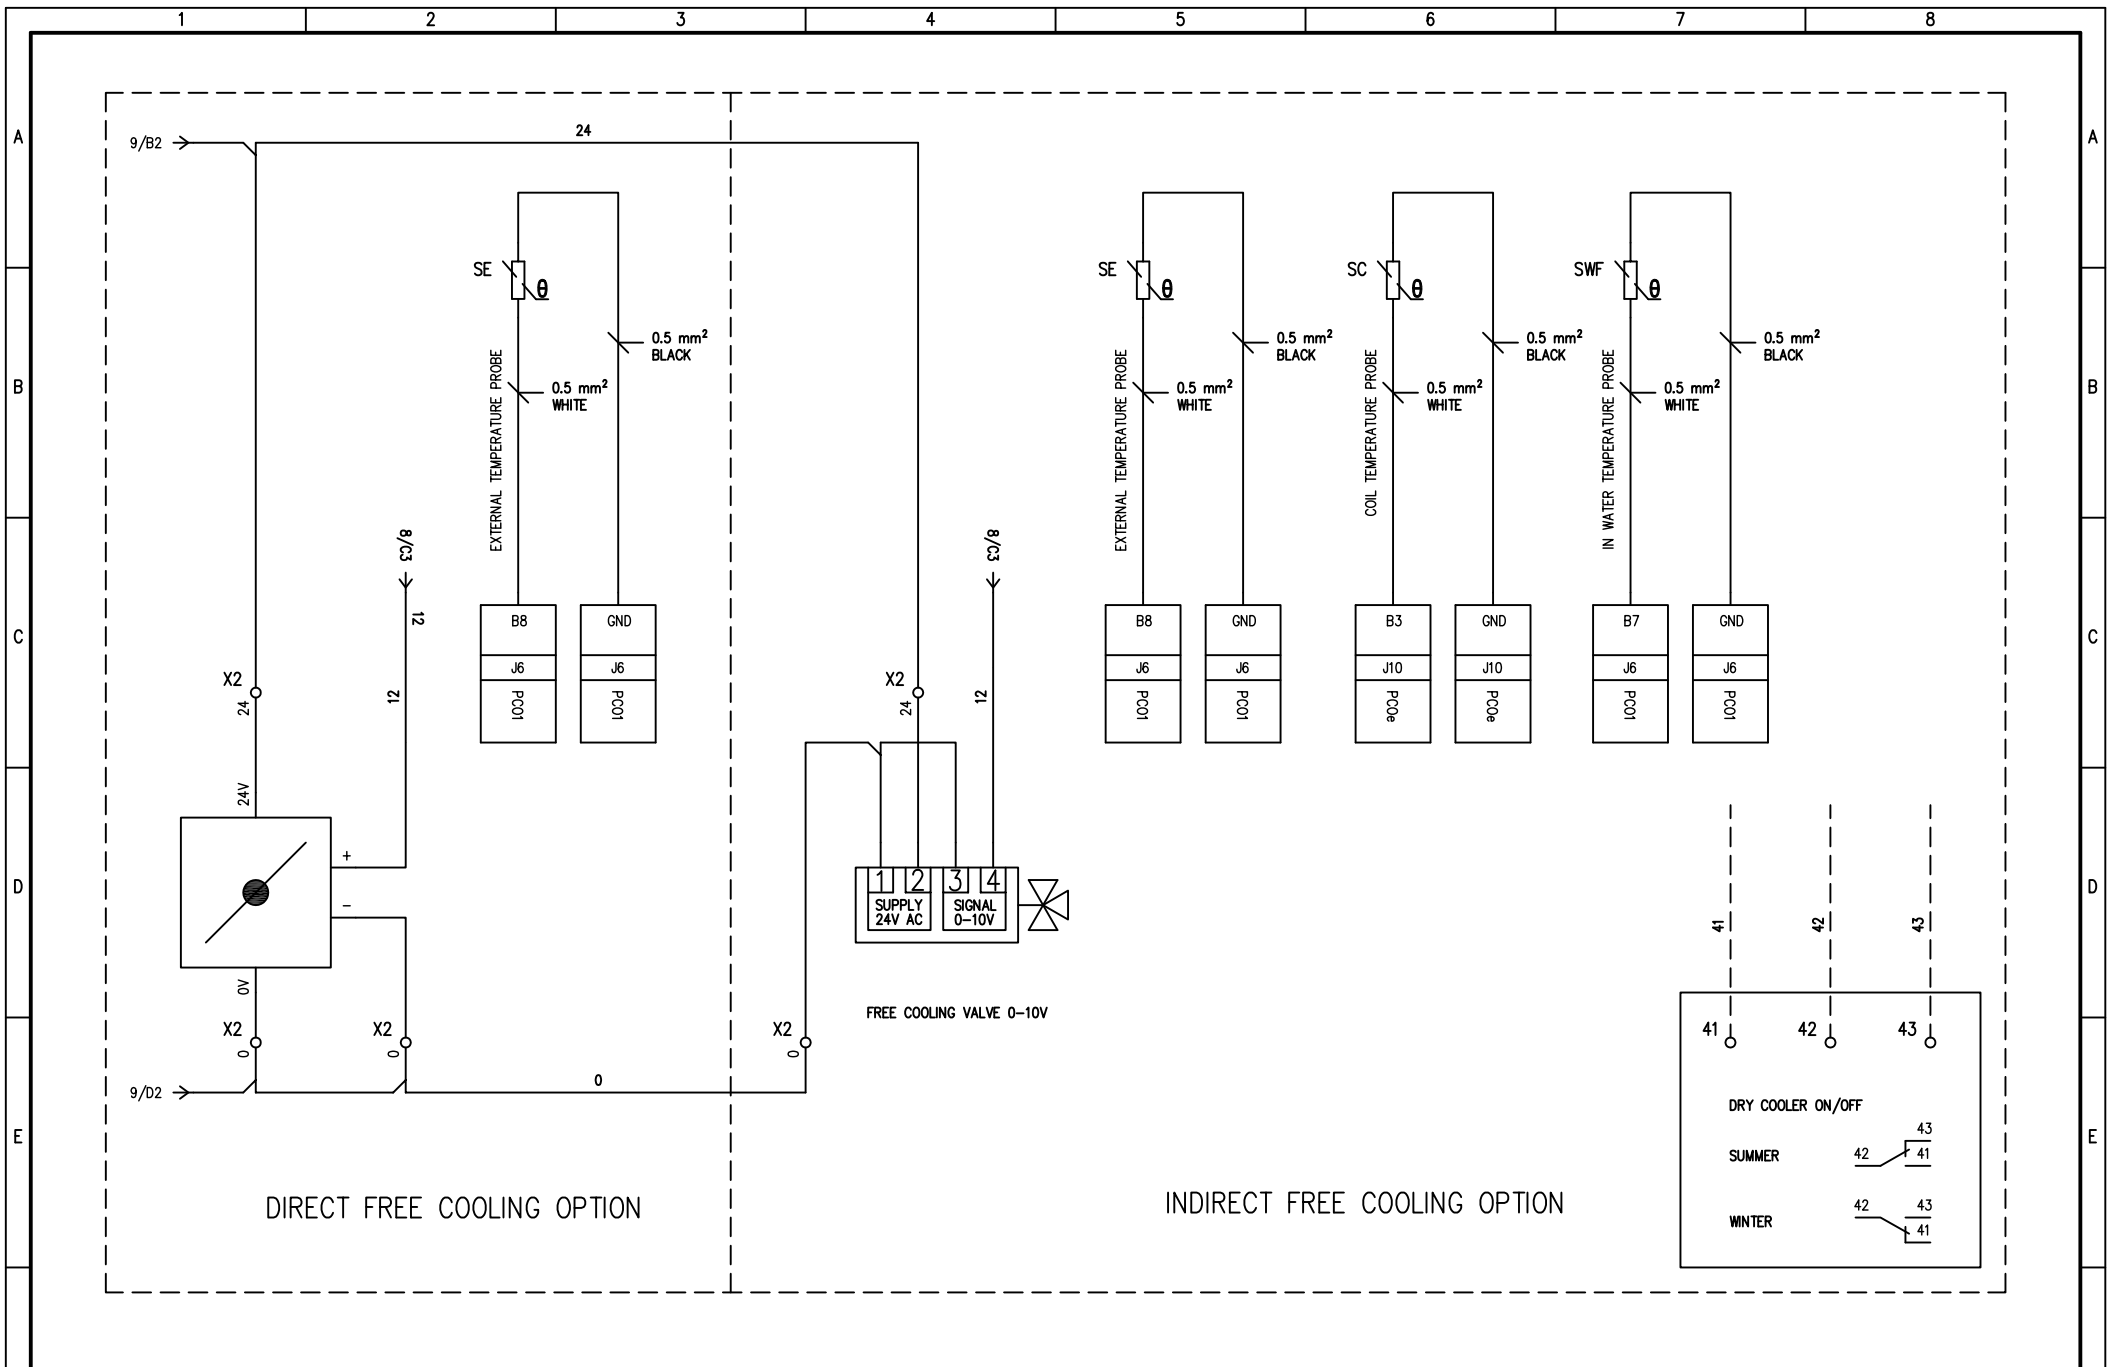 1 2 3 4 5 6 7 8
A A
9/B2 24
SE θ
SE θ
SC θ
SWF θ
0.5 mm²
BLACK
0.5 mm²
BLACK
0.5 mm²
BLACK
0.5 mm²
BLACK
B B
0.5 mm²
WHITE
0.5 mm²
WHITE
0.5 mm²
WHITE
0.5 mm²
WHITE
EXTERNAL TEMPERATURE PROBE
EXTERNAL TEMPERATURE PROBE
COIL TEMPERATURE PROBE
IN WATER TEMPERATURE PROBE
8/C3
12
12
8/C3
12
C C
B8 GND B8 GND B3 GND B7 GND
J6 J6 J6 J6 J10 J10 J6 J6
PCO1 PCO1 PCO1 PCO1 PCOe PCOe PCO1 PCO1
X2
24
X2
24
24V
+
-
0V
D D
1 2 3 4
SUPPLY
24V AC
SIGNAL
0-10V
FREE COOLING VALVE 0-10V
41 42 43
X2
0
X2
0
X2
0
41 42 43
9/D2 0
E E
DRY COOLER ON/OFF
43
SUMMER 42 41
42 43
WINTER 41
DIRECT FREE COOLING OPTION
INDIRECT FREE COOLING OPTION